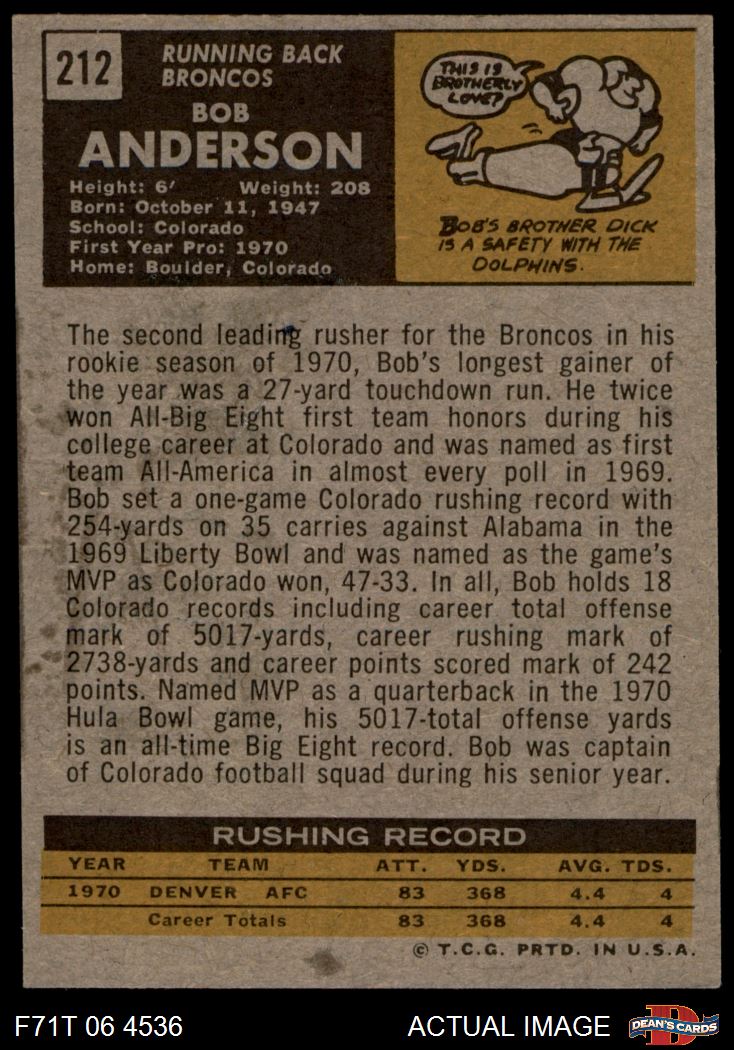 212
RUNNING BACK
BRONCOS
BOB
ANDERSON
Height: 6′ Weight: 208
Born: October 11, 1947
School: Colorado
First Year Pro: 1970
Home: Boulder, Colorado
THIS IS
BROTHERLY
LOVE?
BOB'S BROTHER DICK
IS A SAFETY WITH THE
DOLPHINS.
The second leading rusher for the Broncos in his
rookie season of 1970, Bob's longest gainer of
the year was a 27-yard touchdown run. He twice
won All-Big Eight first team honors during his
college career at Colorado and was named as first
team All-America in almost every poll in 1969.
Bob set a one-game Colorado rushing record with
254-yards on 35 carries against Alabama in the
1969 Liberty Bowl and was named as the game's
MVP as Colorado won, 47-33. In all, Bob holds 18
Colorado records including career total offense
mark of 5017-yards, career rushing mark of
2738-yards and career points scored mark of 242
points. Named MVP as a quarterback in the 1970
Hula Bowl game, his 5017-total offense yards
is an all-time Big Eight record. Bob was captain
of Colorado football squad during his senior year.
RUSHING RECORD
YEAR TEAM ATT. YDS. AVG. TDS.
1970 DENVER AFC 83 368 4.4 4
Career Totals 83 368 4.4 4
© T.C.G. PRTD. IN U.S.A.
F71T 06 4536 ACTUAL IMAGE D DEAN'S CARDS